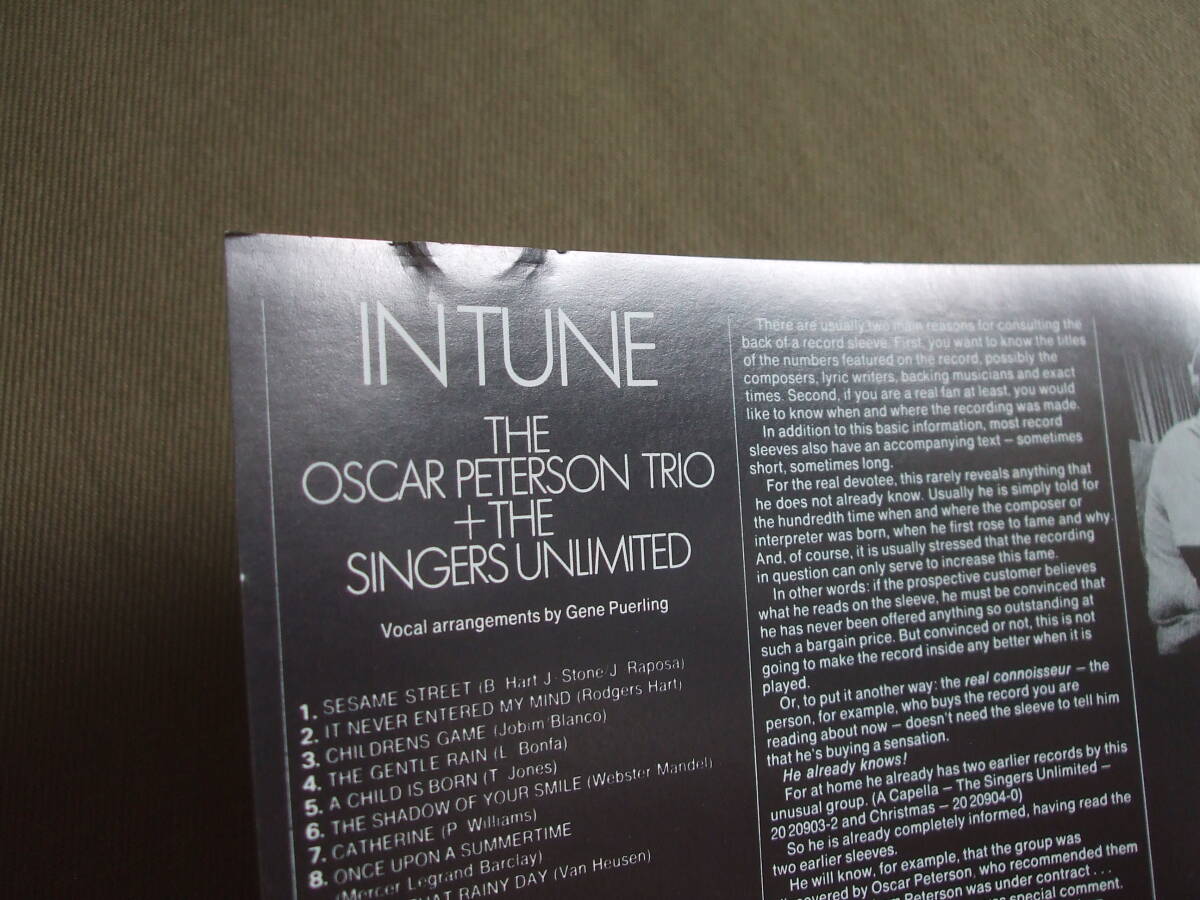 IN TUNE
THE
OSCAR PETERSON TRIO
+ THE
SINGERS UNLIMITED
Vocal arrangements by Gene Puerling
1. SESAME STREET (B. Hart J. Stone/J. Raposa)
2. IT NEVER ENTERED MY MIND (Rodgers Hart)
3. CHILDRENS GAME (Jobim/Blanco)
4. THE GENTLE RAIN (L. Bonfa)
5. A CHILD IS BORN (T. Jones)
6. THE SHADOW OF YOUR SMILE (Webster Mandel)
7. CATHERINE (P. Williams)
8. ONCE UPON A SUMMERTIME
(Mercer Legrand Barclay)
THAT RAINY DAY (Van Heusen)
There are usually two main reasons for consulting the
back of a record sleeve. First, you want to know the titles
of the numbers featured on the record, possibly the
composers, lyric writers, backing musicians and exact
times. Second, if you are a real fan at least, you would
like to know when and where the recording was made.
In addition to this basic information, most record
sleeves also have an accompanying text – sometimes
short, sometimes long.
For the real devotee, this rarely reveals anything that
he does not already know. Usually he is simply told for
the hundredth time when and where the composer or
interpreter was born, when he first rose to fame and why.
And, of course, it is usually stressed that the recording
in question can only serve to increase this fame.
In other words: if the prospective customer believes
what he reads on the sleeve, he must be convinced that
he has never been offered anything so outstanding at
such a bargain price. But convinced or not, this is not
going to make the record inside any better when it is
played.
Or, to put it another way: the real connoisseur – the
person, for example, who buys the record you are
reading about now – doesn't need the sleeve to tell him
that he's buying a sensation.
He already knows!
For at home he already has two earlier records by this
unusual group. (A Capella – The Singers Unlimited –
20 20903-2 and Christmas – 20 20904-0)
So he is already completely informed, having read the
two earlier sleeves.
He will know, for example, that the group was
covered by Oscar Peterson, who recommended them
Peterson was under contract . . .
special comment.